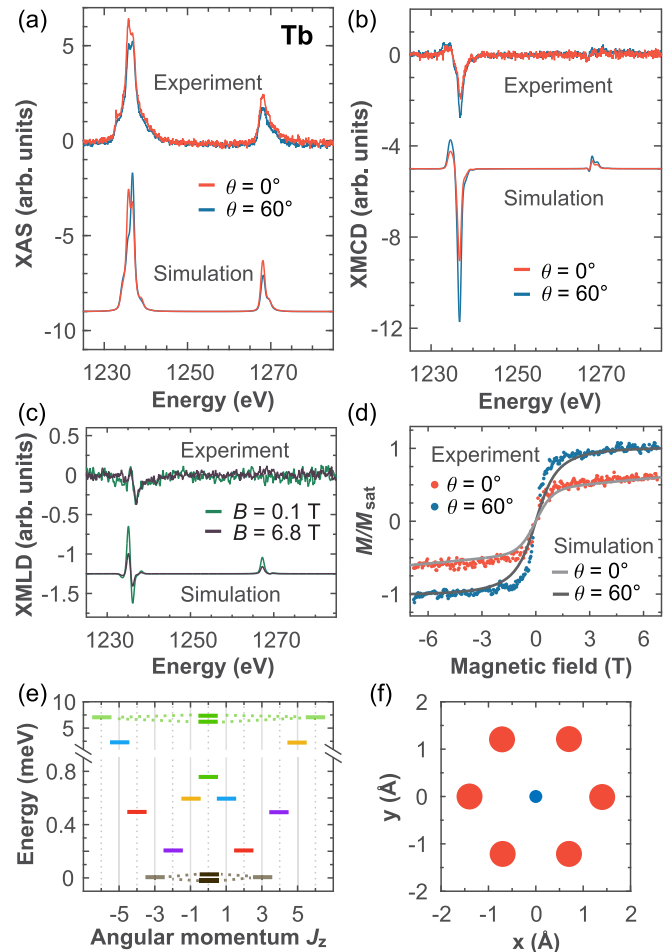 (a)
Tb
XAS (arb. units)
5
0
-5
-9
Experiment
θ = 0°
θ = 60°
Simulation
1230
1250
1270
Energy (eV)
(b)
XMCD (arb. units)
0
-4
-8
-12
Experiment
Simulation
θ = 0°
θ = 60°
1230
1250
1270
Energy (eV)
(c)
XMLD (arb. units)
0.5
0
-0.5
-1
-1.5
Experiment
B = 0.1 T
B = 6.8 T
Simulation
1230
1250
1270
Energy (eV)
(d)
M/Msat
1
0
-1
Experiment
θ = 0°
θ = 60°
Simulation
θ = 0°
θ = 60°
-6
-3
0
3
6
Magnetic field (T)
(e)
Energy (meV)
10
5
0.8
0.4
0
-5
-3
-1
1
3
5
Angular momentum Jz
(f)
y (Å)
2
1
0
-1
-2
-2
-1
0
1
2
x (Å)